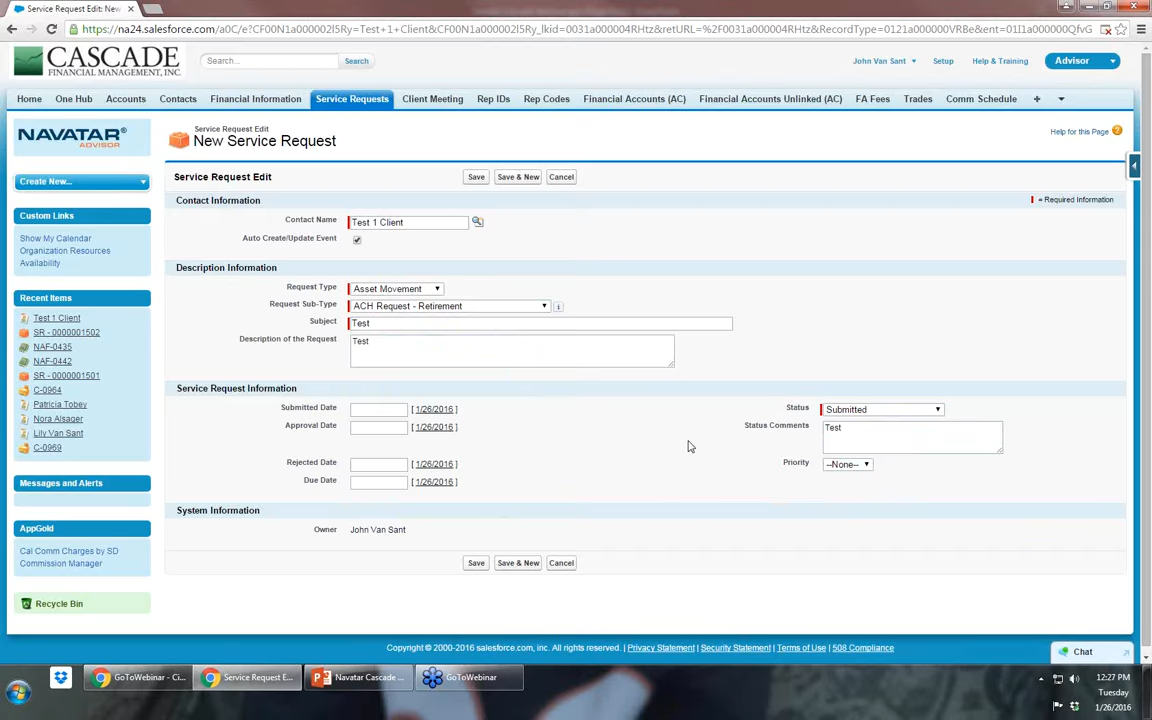 Service Request Edit: New
https://na24.salesforce.com/a0C/e?CF00N1a000002I5Ry=Test+1+Client&CF00N1a000002I5Ry_lkid=0031a000004RHtz&retURL=%2F0031a000004RHtz&RecordType=0121a000000VRBe&ent=01I1a000000QfvG
CASCADE
FINANCIAL MANAGEMENT, INC.
Search...
Search
John Van Sant
Setup
Help & Training
Advisor
Home One Hub Accounts Contacts Financial Information Service Requests Client Meeting Rep IDs Rep Codes Financial Accounts (AC) Financial Accounts Unlinked (AC) FA Fees Trades Comm Schedule +
NAVATAR®
ADVISOR
Create New...
Custom Links
Show My Calendar
Organization Resources
Availability
Recent Items
Test 1 Client
SR - 0000001502
NAF-0435
NAF-0442
SR - 0000001501
C-0964
Patricia Tobey
Nora Alsager
Lily Van Sant
C-0969
Messages and Alerts
AppGold
Cal Comm Charges by SD
Commission Manager
Recycle Bin
Service Request Edit
New Service Request
Help for this Page ?
Service Request Edit
Save Save & New Cancel
Contact Information
= Required Information
Contact Name Test 1 Client
Auto Create/Update Event
Description Information
Request Type Asset Movement
Request Sub-Type ACH Request - Retirement i
Subject Test
Description of the Request Test
Service Request Information
Submitted Date [ 1/26/2016 ]
Status Submitted
Approval Date [ 1/26/2016 ]
Status Comments Test
Rejected Date [ 1/26/2016 ]
Priority --None--
Due Date [ 1/26/2016 ]
System Information
Owner John Van Sant
Save Save & New Cancel
Copyright © 2000-2016 salesforce.com, inc. All rights reserved. | Privacy Statement | Security Statement | Terms of Use | 508 Compliance
Chat
GoToWebinar - Ci...
Service Request E...
Navatar Cascade ...
GoToWebinar
12:27 PM
Tuesday
1/26/2016